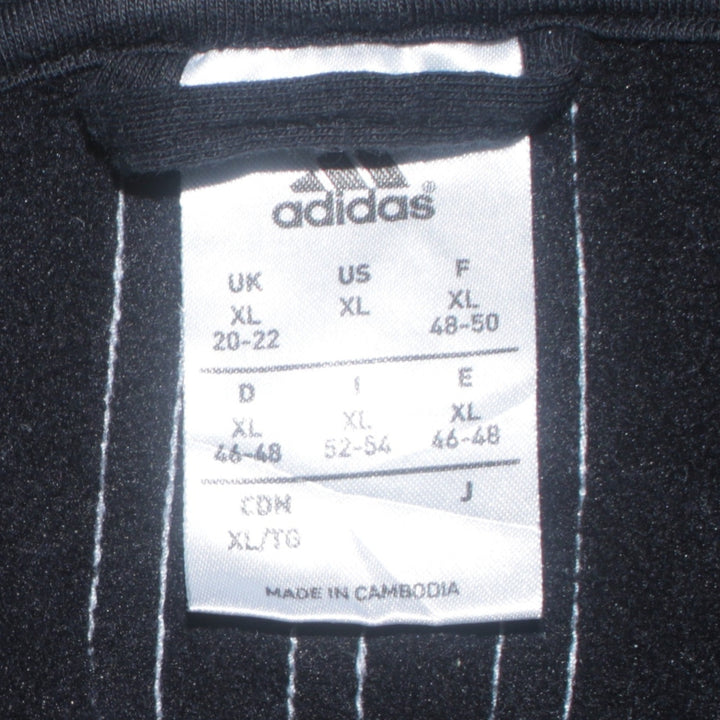 adidas®
UK US F
XL XL XL
20-22 48-50
D I E
XL XL XL
46-48 52-54 46-48
CDN J
XL/TG
MADE IN CAMBODIA